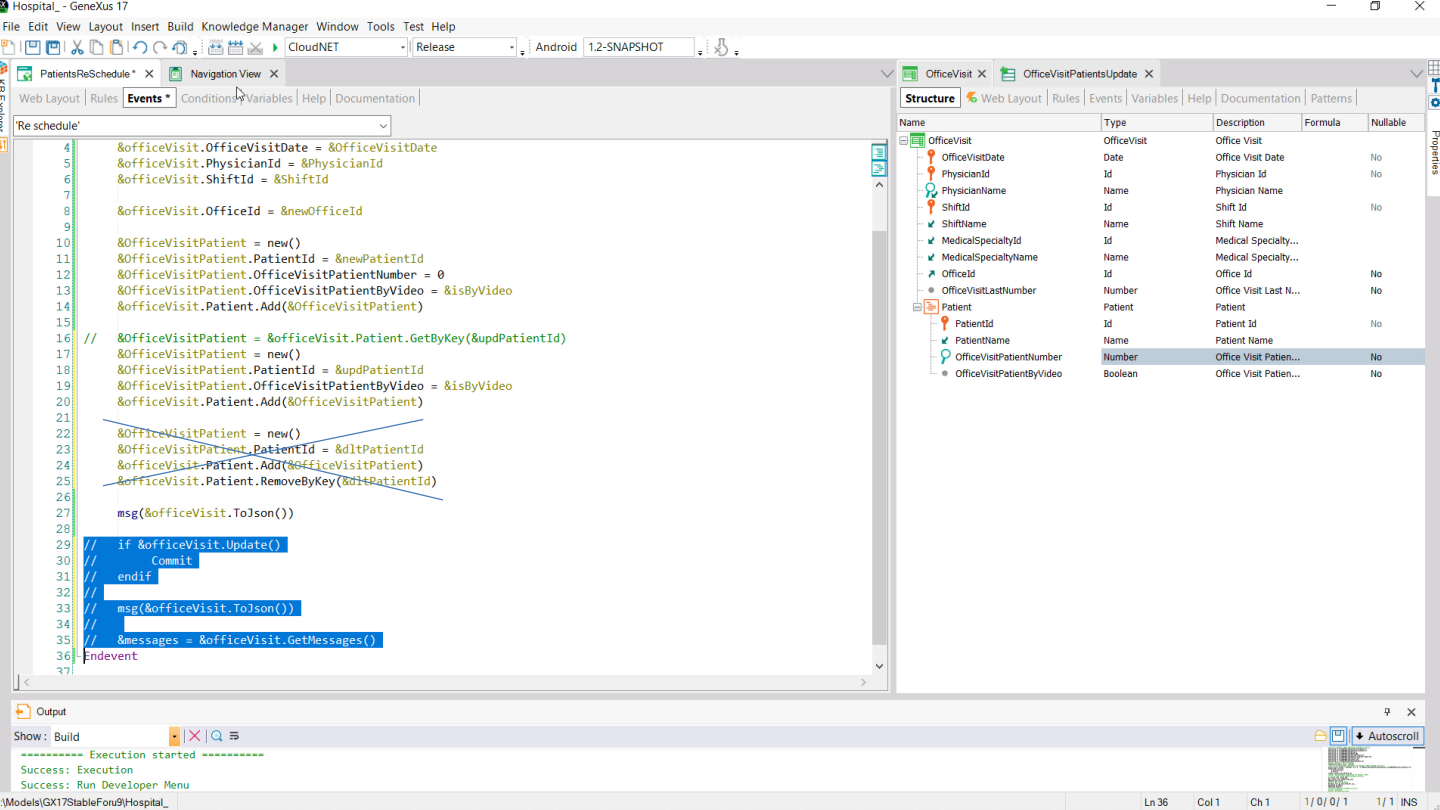 Hospital_ - GeneXus 17
File Edit View Layout Insert Build Knowledge Manager Window Tools Test Help
CloudNET Release Android 1.2-SNAPSHOT
PatientsReSchedule * Navigation View
Web Layout Rules Events * Conditions Variables Help Documentation
'Re schedule'
4 &officeVisit.OfficeVisitDate = &OfficeVisitDate
5 &officeVisit.PhysicianId = &PhysicianId
6 &officeVisit.ShiftId = &ShiftId
7
8 &officeVisit.OfficeId = &newOfficeId
9
10 &OfficeVisitPatient = new()
11 &OfficeVisitPatient.PatientId = &newPatientId
12 &OfficeVisitPatient.OfficeVisitPatientNumber = 0
13 &OfficeVisitPatient.OfficeVisitPatientByVideo = &isByVideo
14 &officeVisit.Patient.Add(&OfficeVisitPatient)
15
16 // &OfficeVisitPatient = &officeVisit.Patient.GetByKey(&updPatientId)
17 &OfficeVisitPatient = new()
18 &OfficeVisitPatient.PatientId = &updPatientId
19 &OfficeVisitPatient.OfficeVisitPatientByVideo = &isByVideo
20 &officeVisit.Patient.Add(&OfficeVisitPatient)
21
22 &OfficeVisitPatient = new()
23 &OfficeVisitPatient.PatientId = &dltPatientId
24 &officeVisit.Patient.Add(&OfficeVisitPatient)
25 &officeVisit.Patient.RemoveByKey(&dltPatientId)
26
27 msg(&officeVisit.ToJson())
28
29 // if &officeVisit.Update()
30 // Commit
31 // endif
32 //
33 // msg(&officeVisit.ToJson())
34 //
35 // &messages = &officeVisit.GetMessages()
36 Endevent
37
OfficeVisit OfficeVisitPatientsUpdate
Structure Web Layout Rules Events Variables Help Documentation Patterns
Name Type Description Formula Nullable
OfficeVisit OfficeVisit Office Visit
OfficeVisitDate Date Office Visit Date No
PhysicianId Id Physician Id No
PhysicianName Name Physician Name
ShiftId Id Shift Id No
ShiftName Name Shift Name
MedicalSpecialtyId Id Medical Specialty...
MedicalSpecialtyName Name Medical Specialty...
OfficeId Id Office Id No
OfficeVisitLastNumber Number Office Visit Last N... No
Patient Patient Patient
PatientId Id Patient Id No
PatientName Name Patient Name
OfficeVisitPatientNumber Number Office Visit Patien... No
OfficeVisitPatientByVideo Boolean Office Visit Patien... No
Properties
Output
Show : Build Autoscroll
========== Execution started ==========
Success: Execution
Success: Run Developer Menu
:\Models\GX17StableForu9\Hospital_ Ln 36 Col 1 Ch 1 1/ 0/ 0/ 1 1/ 1 INS